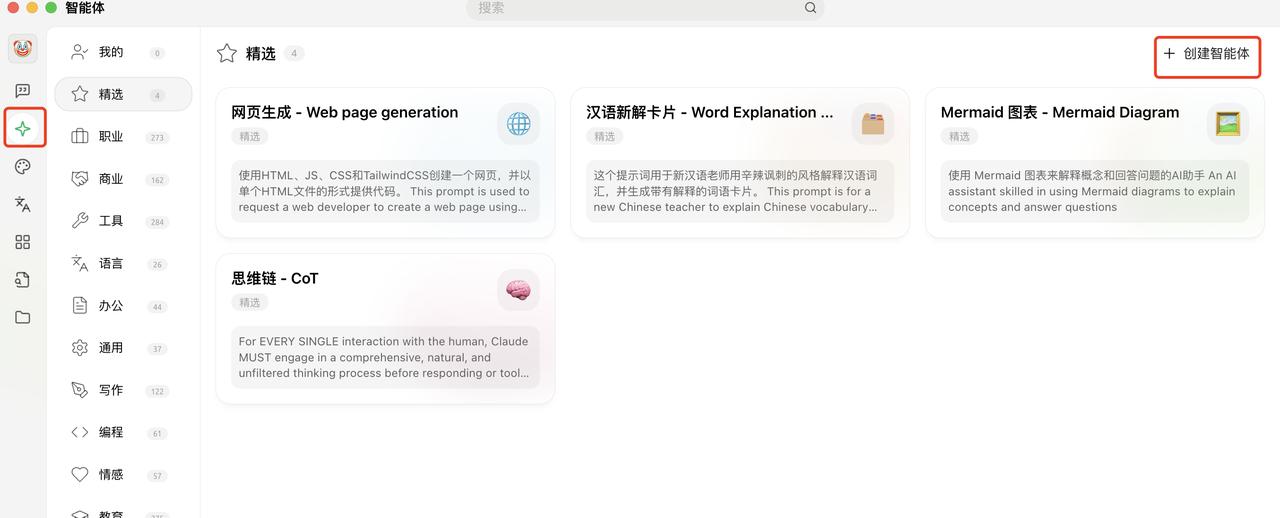 智能体
搜索
我的 0
精选 4
职业 273
商业 162
工具 284
语言 26
办公 44
通用 37
写作 122
编程 61
情感 57
教育
精选 4
+ 创建智能体
网页生成 - Web page generation
精选
使用HTML、JS、CSS和TailwindCSS创建一个网页，并以
单个HTML文件的形式提供代码。 This prompt is used to
request a web developer to create a web page using...
汉语新解卡片 - Word Explanation ...
精选
这个提示词用于新汉语老师用辛辣讽刺的风格解释汉语词
汇，并生成带有解释的词语卡片。 This prompt is for a
new Chinese teacher to explain Chinese vocabulary...
Mermaid 图表 - Mermaid Diagram
精选
使用 Mermaid 图表来解释概念和回答问题的AI助手 An AI
assistant skilled in using Mermaid diagrams to explain
concepts and answer questions
思维链 - CoT
精选
For EVERY SINGLE interaction with the human, Claude
MUST engage in a comprehensive, natural, and
unfiltered thinking process before responding or tool...